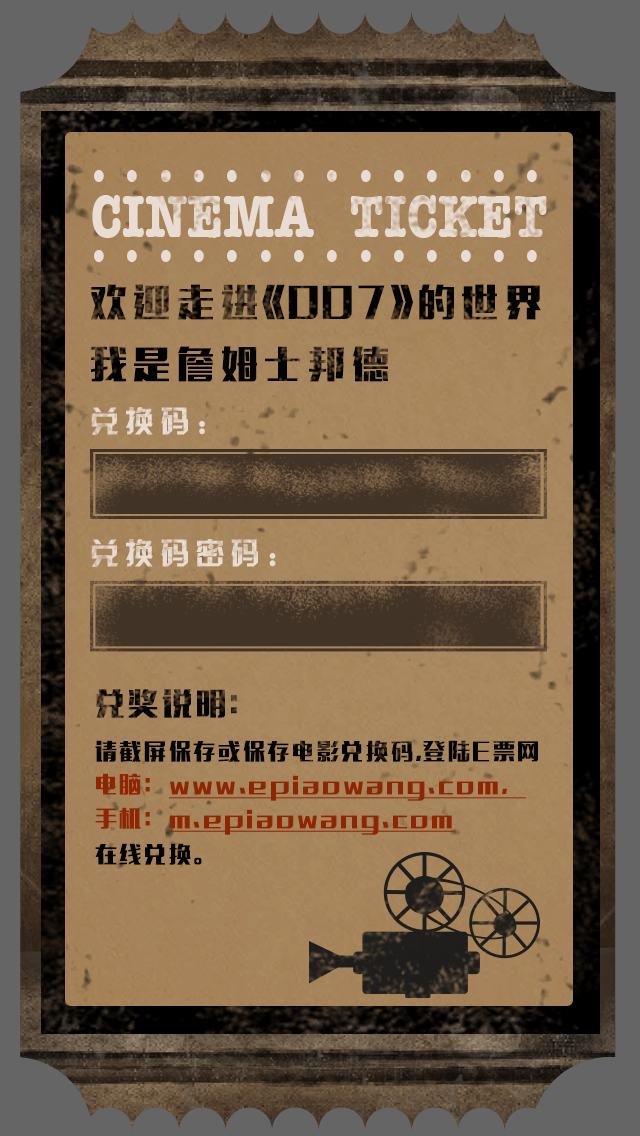 CINEMA TICKET
欢迎走进《007》的世界
我是詹姆士邦德
兑换码：
兑换码密码：
兑奖说明：
请截屏保存或保存电影兑换码,登陆E票网
电脑：www.epiaowang.com,
手机：m.epiaowang.com
在线兑换。